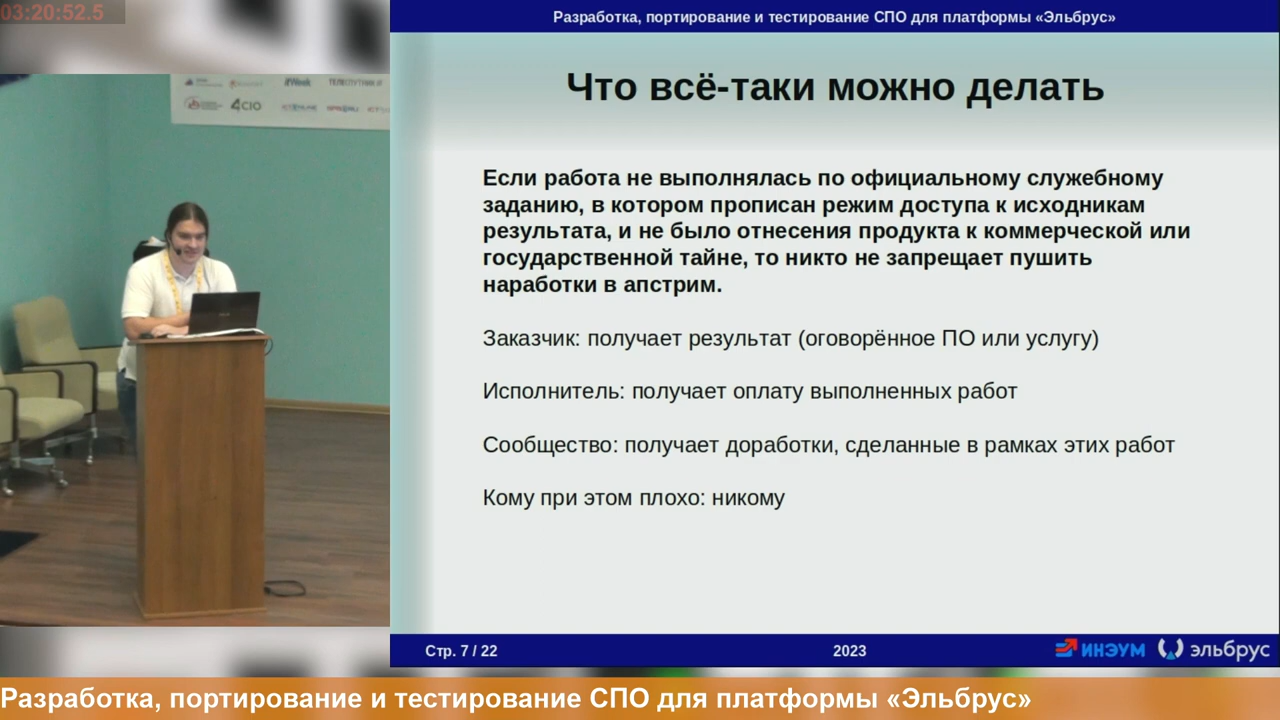 03:20:52.5
Разработка, портирование и тестирование СПО для платформы «Эльбрус»
Что всё-таки можно делать
Если работа не выполнялась по официальному служебному
заданию, в котором прописан режим доступа к исходникам
результата, и не было отнесения продукта к коммерческой или
государственной тайне, то никто не запрещает пушить
наработки в апстрим.
Заказчик: получает результат (оговорённое ПО или услугу)
Исполнитель: получает оплату выполненных работ
Сообщество: получает доработки, сделанные в рамках этих работ
Кому при этом плохо: никому
Стр. 7 / 22
2023
ИНЭУМ
эльбрус
itWeek
ТЕЛЕСПУТНИК
4CIO
Разработка, портирование и тестирование СПО для платформы «Эльбрус»